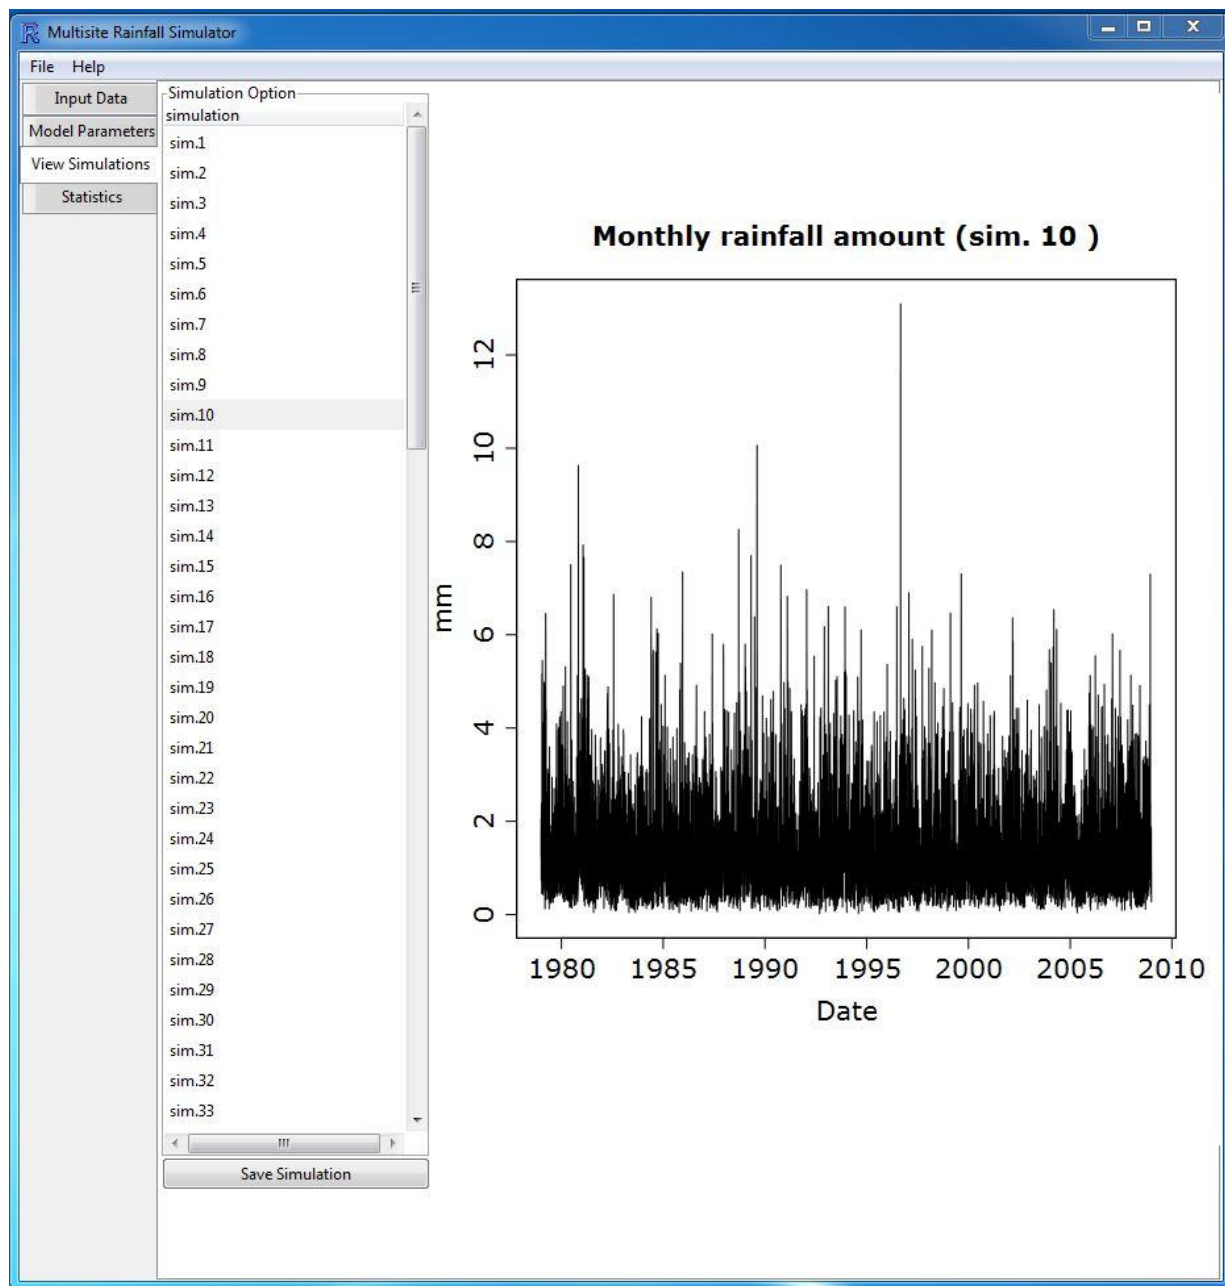 Multisite Rainfall Simulator
File Help
Input Data
Model Parameters
View Simulations
Statistics
Simulation Option
simulation
sim.1
sim.2
sim.3
sim.4
sim.5
sim.6
sim.7
sim.8
sim.9
sim.10
sim.11
sim.12
sim.13
sim.14
sim.15
sim.16
sim.17
sim.18
sim.19
sim.20
sim.21
sim.22
sim.23
sim.24
sim.25
sim.26
sim.27
sim.28
sim.29
sim.30
sim.31
sim.32
sim.33
Save Simulation
Monthly rainfall amount (sim. 10 )
12
10
8
6
4
2
0
mm
1980 1985 1990 1995 2000 2005 2010
Date